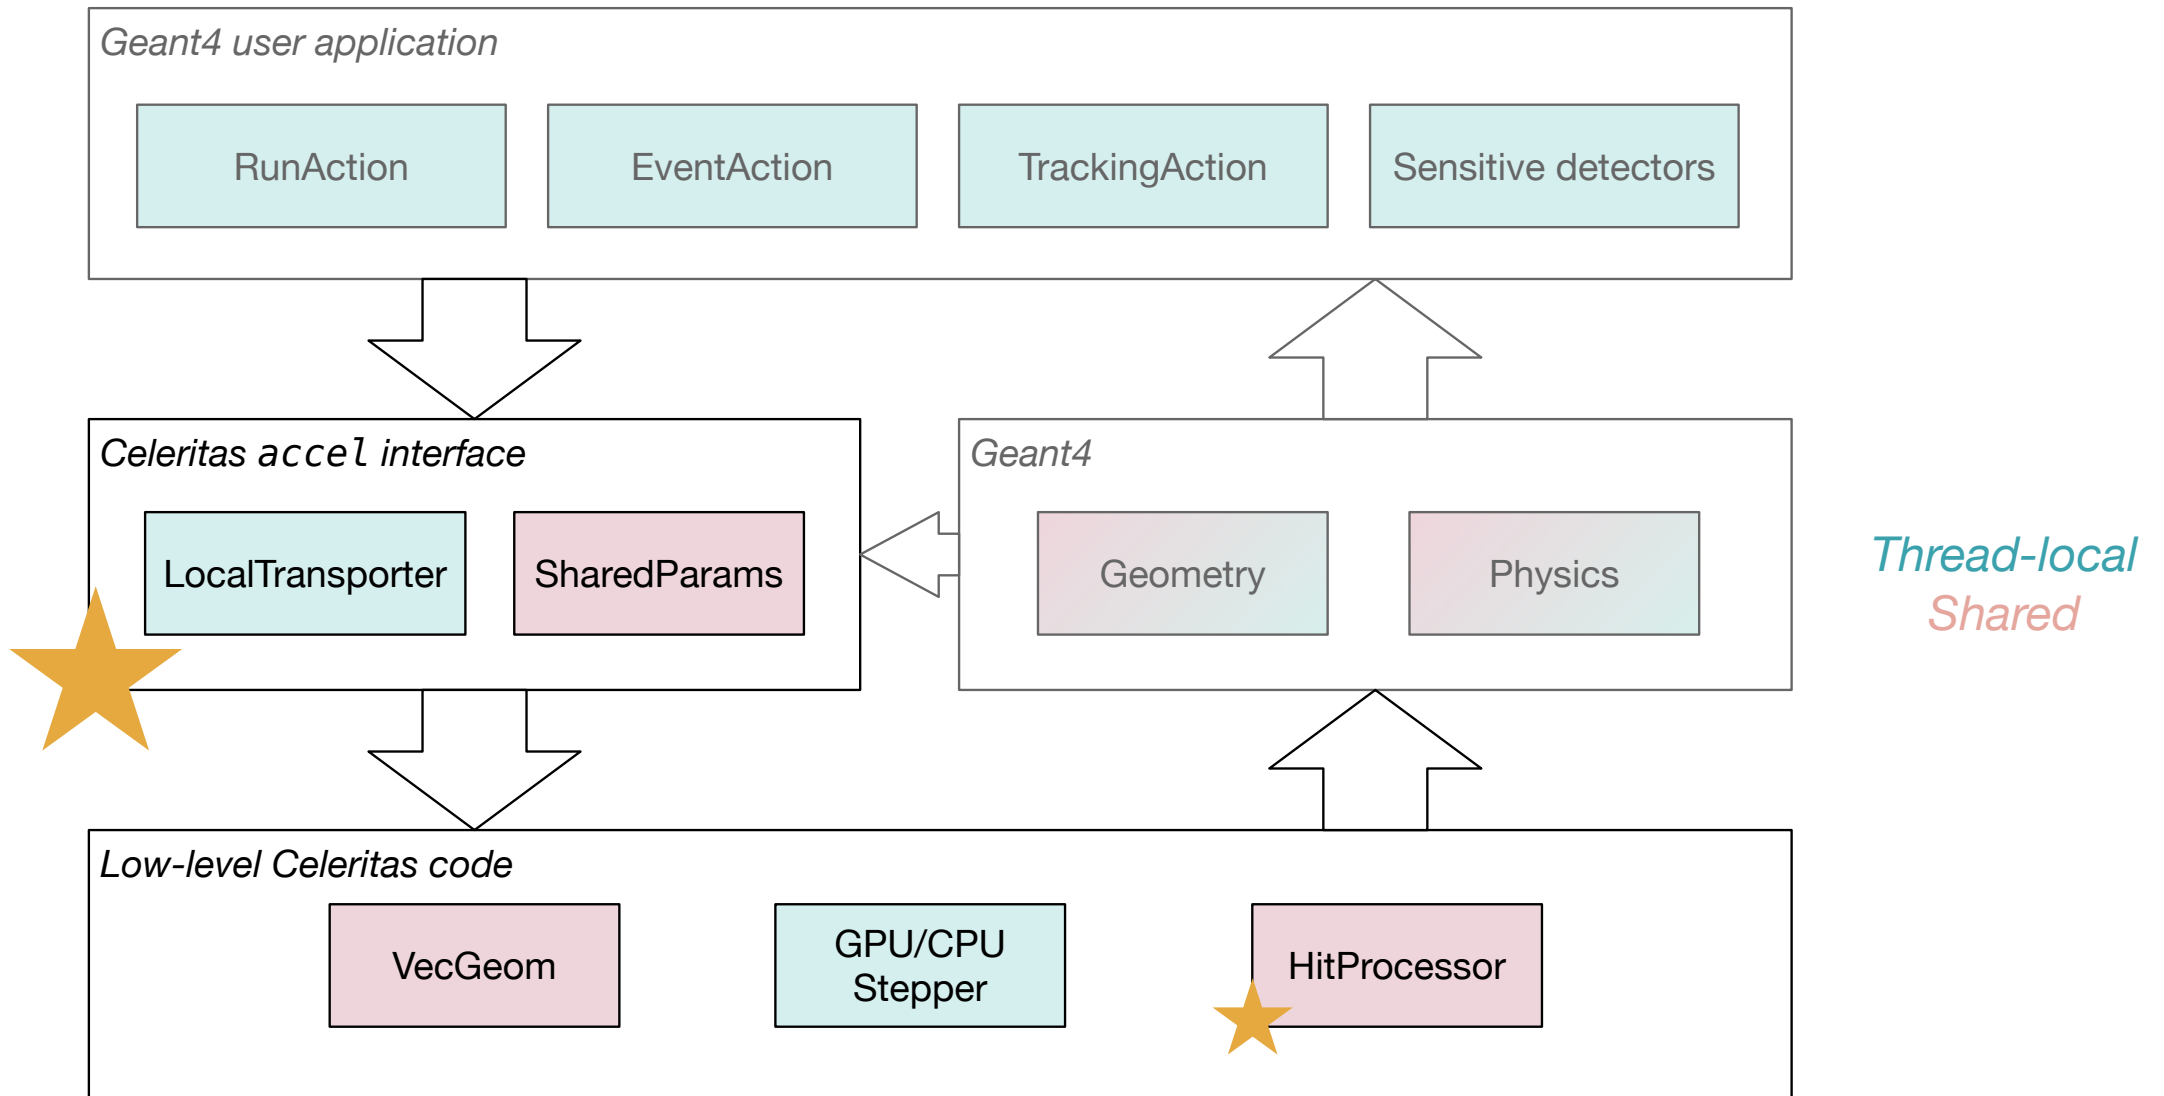 Geant4 user application
RunAction
EventAction
TrackingAction
Sensitive detectors
Celeritas accel interface
LocalTransporter
SharedParams
Geant4
Geometry
Physics
Thread-local
Shared
Low-level Celeritas code
VecGeom
GPU/CPU
Stepper
HitProcessor